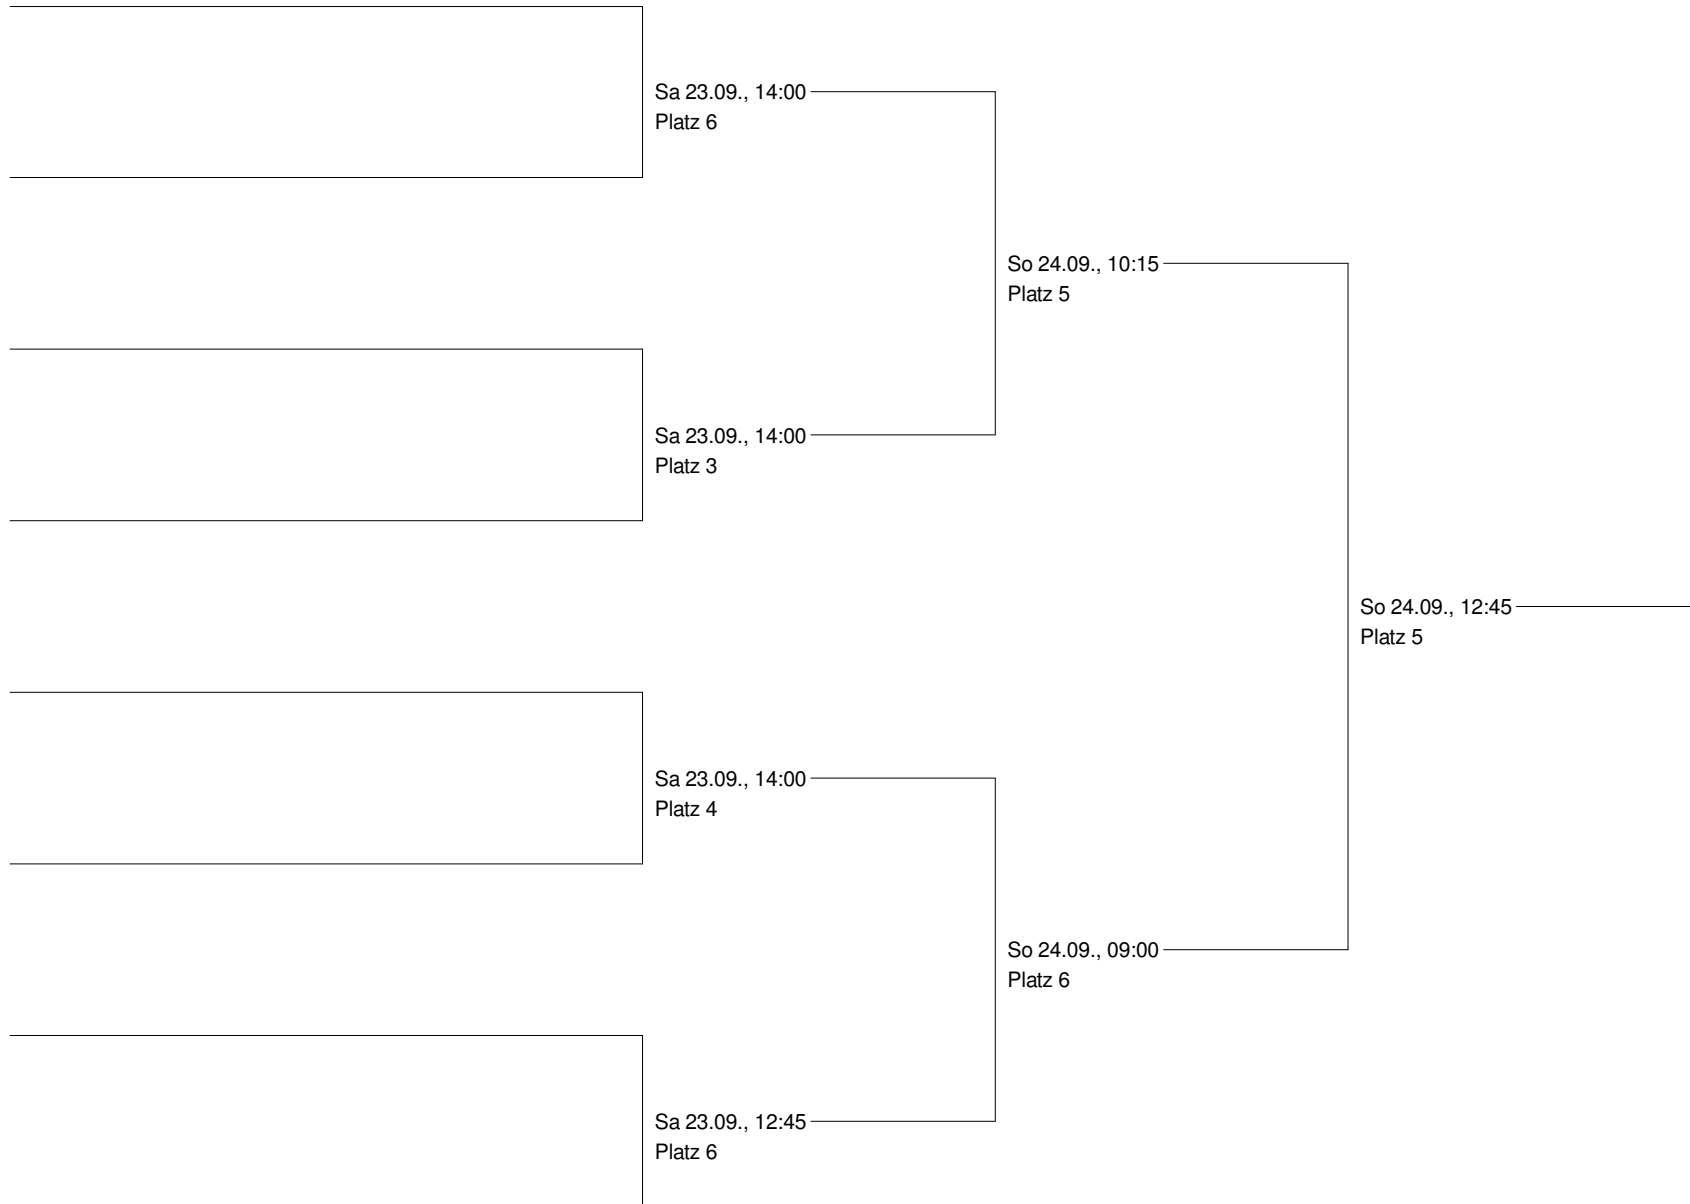 Sa 23.09., 14:00
Platz 6
So 24.09., 10:15
Platz 5
Sa 23.09., 14:00
Platz 3
So 24.09., 12:45
Platz 5
Sa 23.09., 14:00
Platz 4
So 24.09., 09:00
Platz 6
Sa 23.09., 12:45
Platz 6